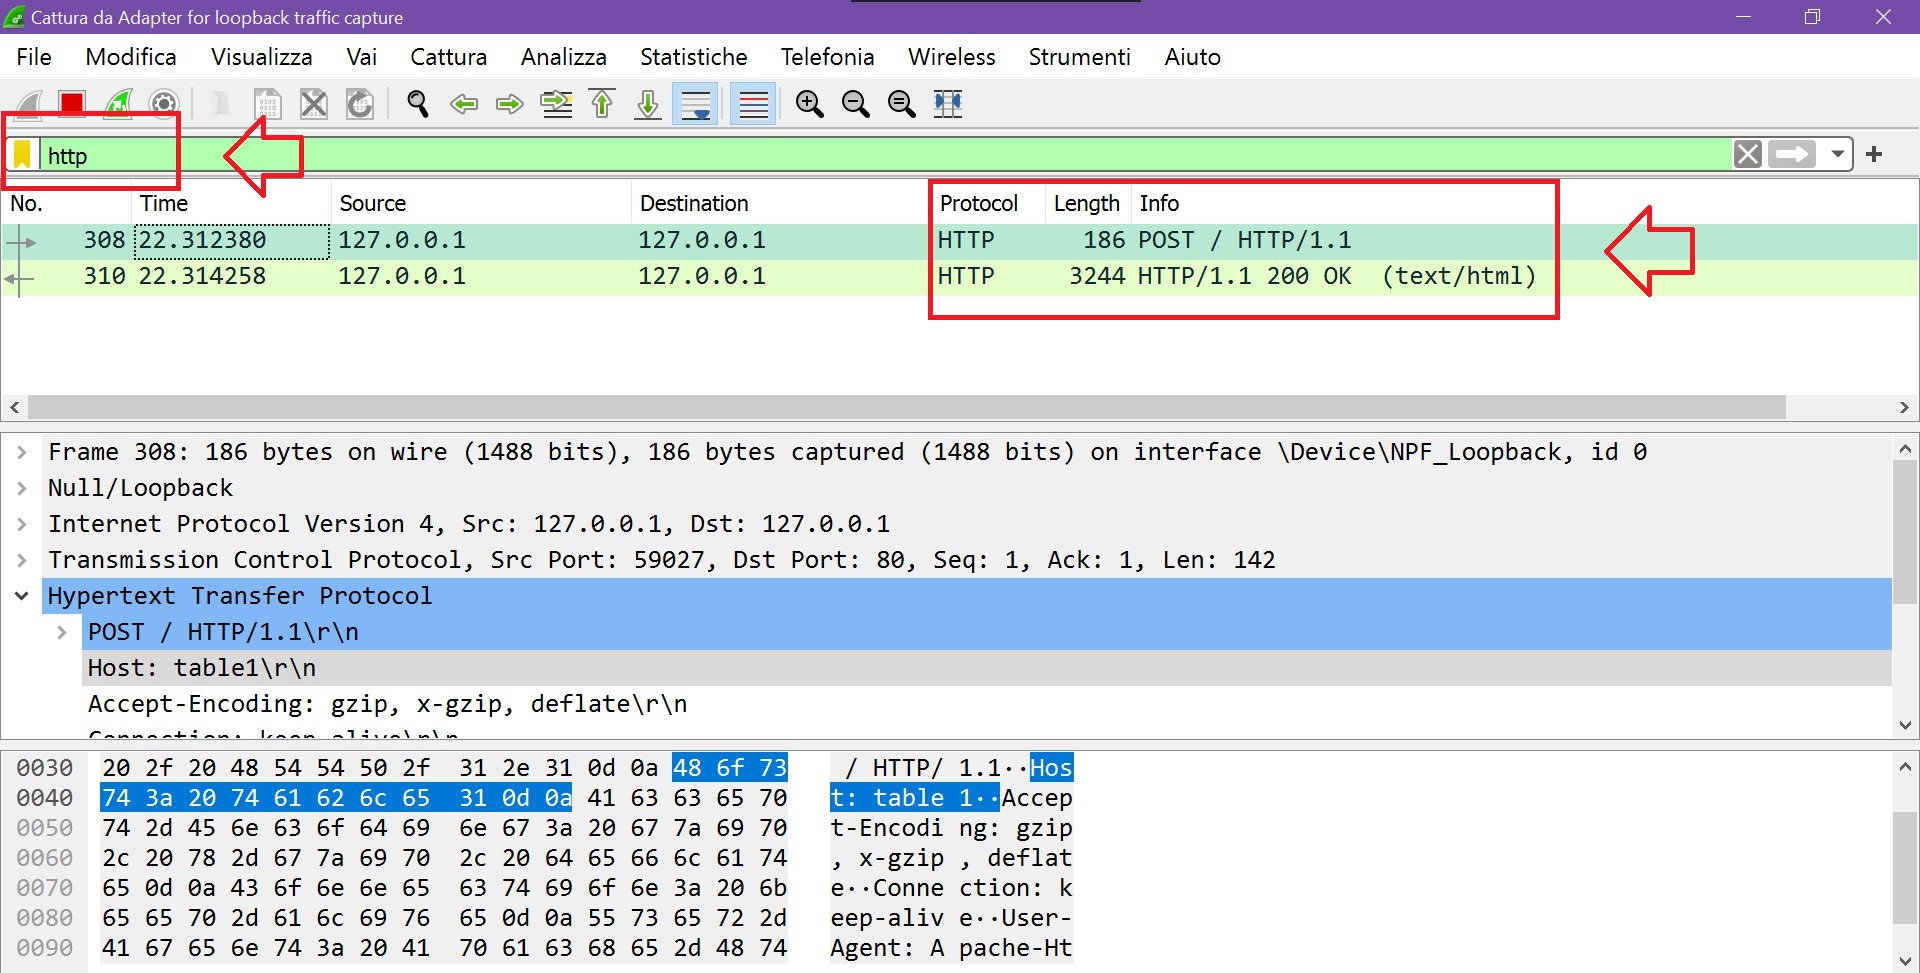 Cattura da Adapter for loopback traffic capture
File Modifica Visualizza Vai Cattura Analizza Statistiche Telefonia Wireless Strumenti Aiuto
http
No. Time Source Destination Protocol Length Info
308 22.312380 127.0.0.1 127.0.0.1 HTTP 186 POST / HTTP/1.1
310 22.314258 127.0.0.1 127.0.0.1 HTTP 3244 HTTP/1.1 200 OK (text/html)
Frame 308: 186 bytes on wire (1488 bits), 186 bytes captured (1488 bits) on interface \Device\NPF_Loopback, id 0
Null/Loopback
Internet Protocol Version 4, Src: 127.0.0.1, Dst: 127.0.0.1
Transmission Control Protocol, Src Port: 59027, Dst Port: 80, Seq: 1, Ack: 1, Len: 142
Hypertext Transfer Protocol
POST / HTTP/1.1\r\n
Host: table1\r\n
Accept-Encoding: gzip, x-gzip, deflate\r\n
Connection: keep-alive\r\n
0030 20 2f 20 48 54 54 50 2f 31 2e 31 0d 0a 48 6f 73 / HTTP/ 1.1··Hos
0040 74 3a 20 74 61 62 6c 65 31 0d 0a 41 63 63 65 70 t: table 1··Accep
0050 74 2d 45 6e 63 6f 64 69 6e 67 3a 20 67 7a 69 70 t-Encodi ng: gzip
0060 2c 20 78 2d 67 7a 69 70 2c 20 64 65 66 6c 61 74 , x-gzip , deflat
0070 65 0d 0a 43 6f 6e 6e 65 63 74 69 6f 6e 3a 20 6b e··Conne ction: k
0080 65 65 70 2d 61 6c 69 76 65 0d 0a 55 73 65 72 2d eep-aliv e··User-
0090 41 67 65 6e 74 3a 20 41 70 61 63 68 65 2d 48 74 Agent: A pache-Ht